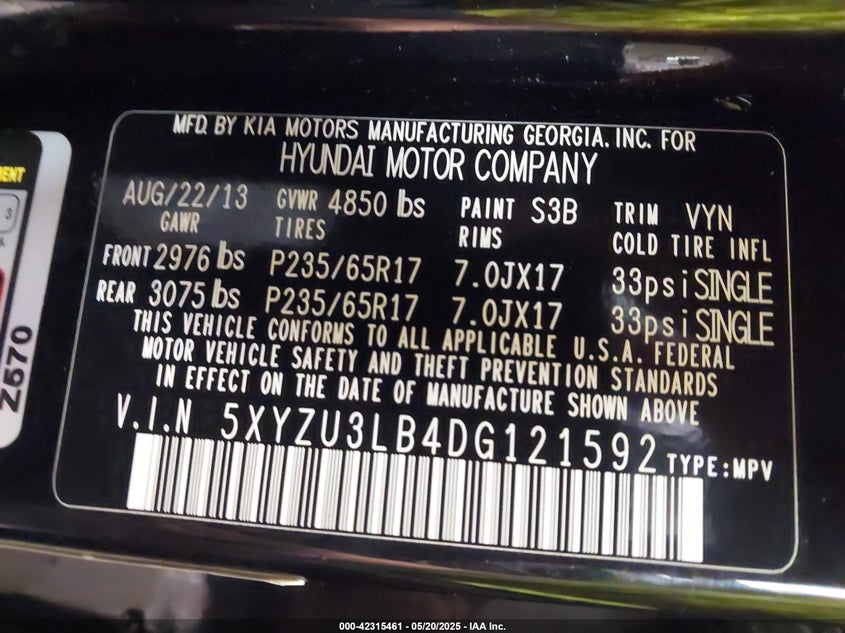 MFD. BY KIA MOTORS MANUFACTURING GEORGIA. INC. FOR
HYUNDAI MOTOR COMPANY
AUG/22/13 GVWR 4850 lbs PAINT S3B TRIM VYN
GAWR TIRES RIMS COLD TIRE INFL
FRONT 2976 lbs P235/65R17 7.0JX17 33psi SINGLE
REAR 3075 lbs P235/65R17 7.0JX17 33psi SINGLE
THIS VEHICLE CONFORMS TO ALL APPLICABLE U.S.A. FEDERAL
MOTOR VEHICLE SAFETY AND THEFT PREVENTION STANDARDS
IN EFFECT ON THE DATE OF MANUFACTURE SHOWN ABOVE
V.I.N 5XYZU3LB4DG121592 TYPE:MPV
3
&
Z670
000-42315461 - 05/20/2025 - IAA Inc.